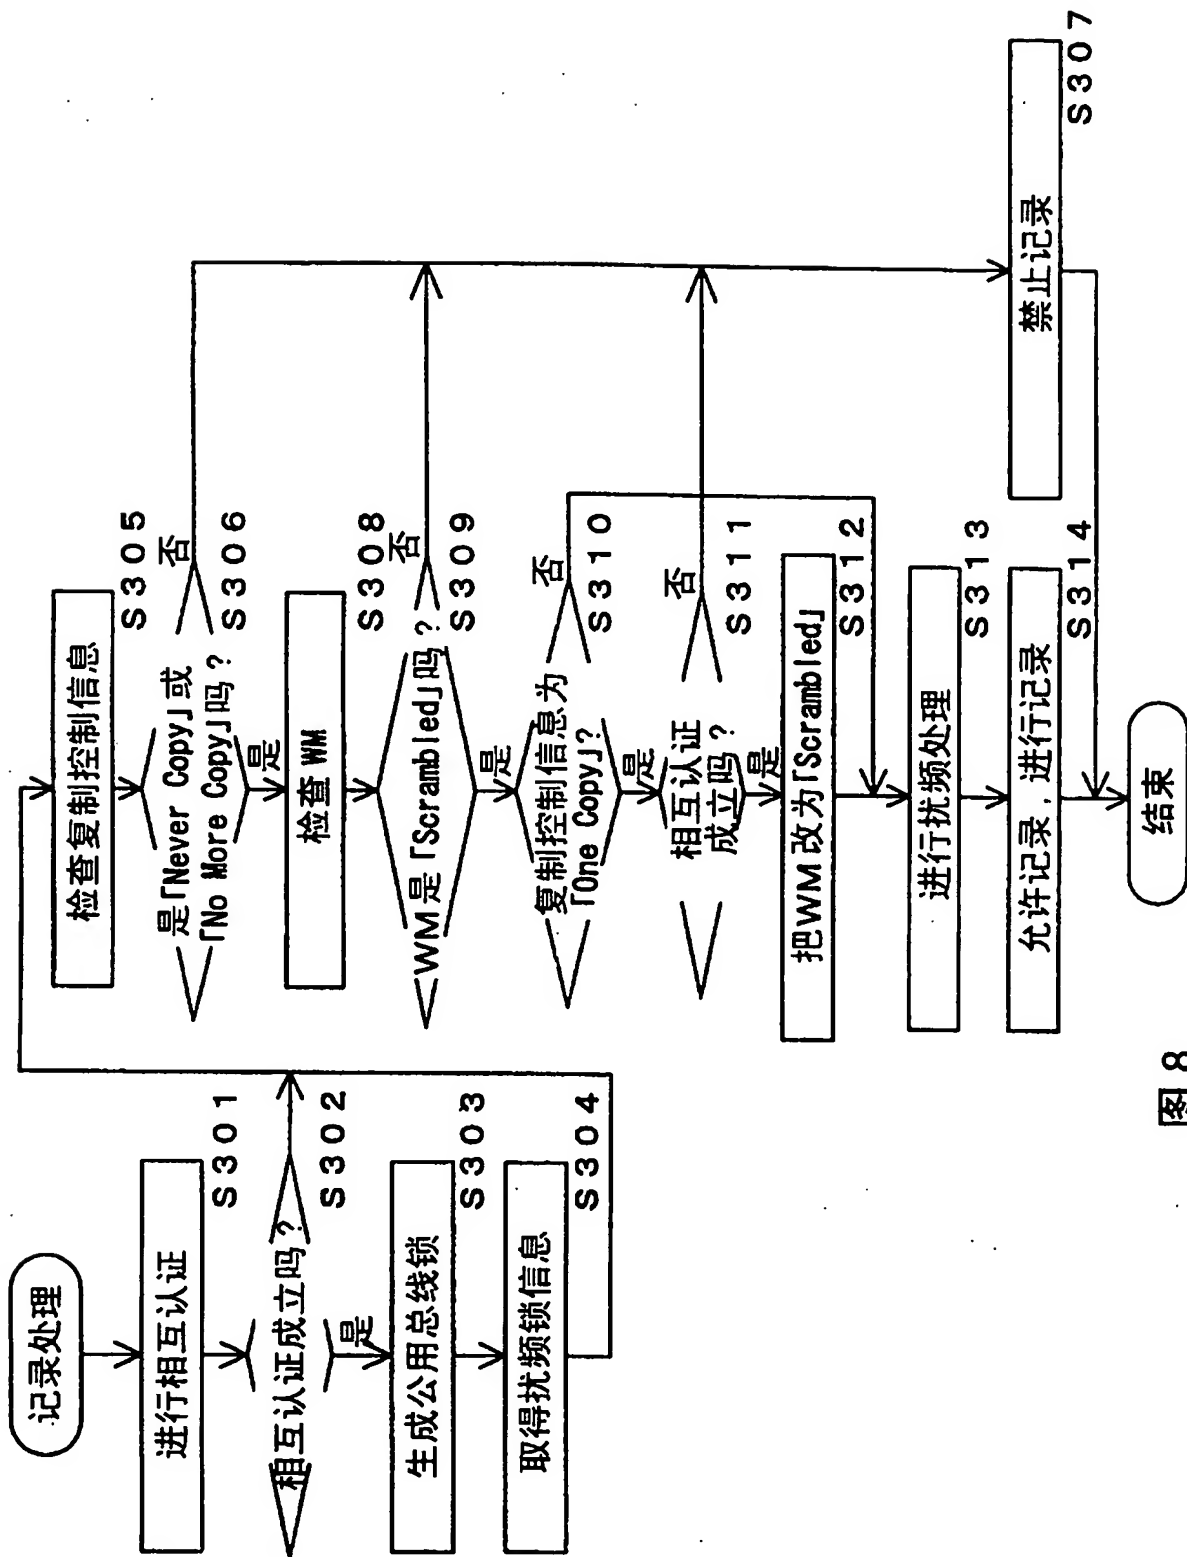 记录处理
进行相互认证
S301
相互认证成立吗？
S302
是
生成公用总线锁
S303
取得扰频锁信息
S304
检查复制控制信息
S305
是「Never Copy」或
「No More Copy」吗？
否
S306
是
检查WM
S308
WM是「Scrambled」吗？
否
S309
是
复制控制信息为
「One Copy」？
否
S310
是
相互认证
成立吗？
否
S311
是
把WM改为「Scrambled」
S312
进行扰频处理
S313
允许记录，进行记录
S314
禁止记录
S307
结束
图8